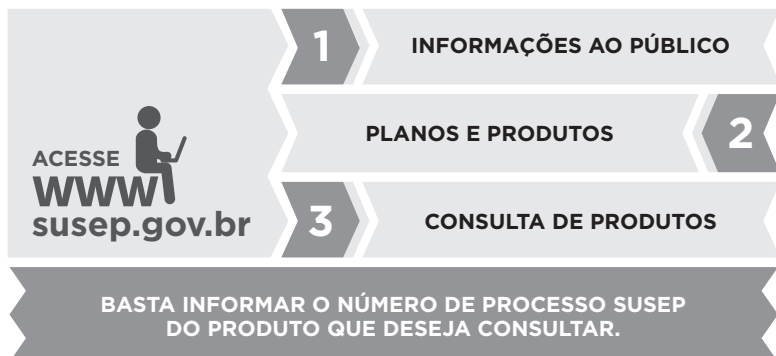 ACESSE
WWW
susep.gov.br
1
INFORMAÇÕES AO PÚBLICO
PLANOS E PRODUTOS
2
3
CONSULTA DE PRODUTOS
BASTA INFORMAR O NÚMERO DE PROCESSO SUSEP
DO PRODUTO QUE DESEJA CONSULTAR.